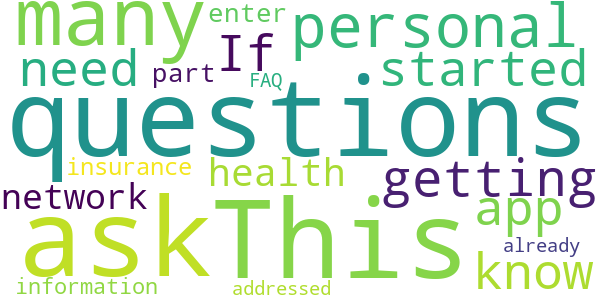 many enter personal
need part If FAQ started
questions
insurance health getting
network ask This app
already know
information addressed